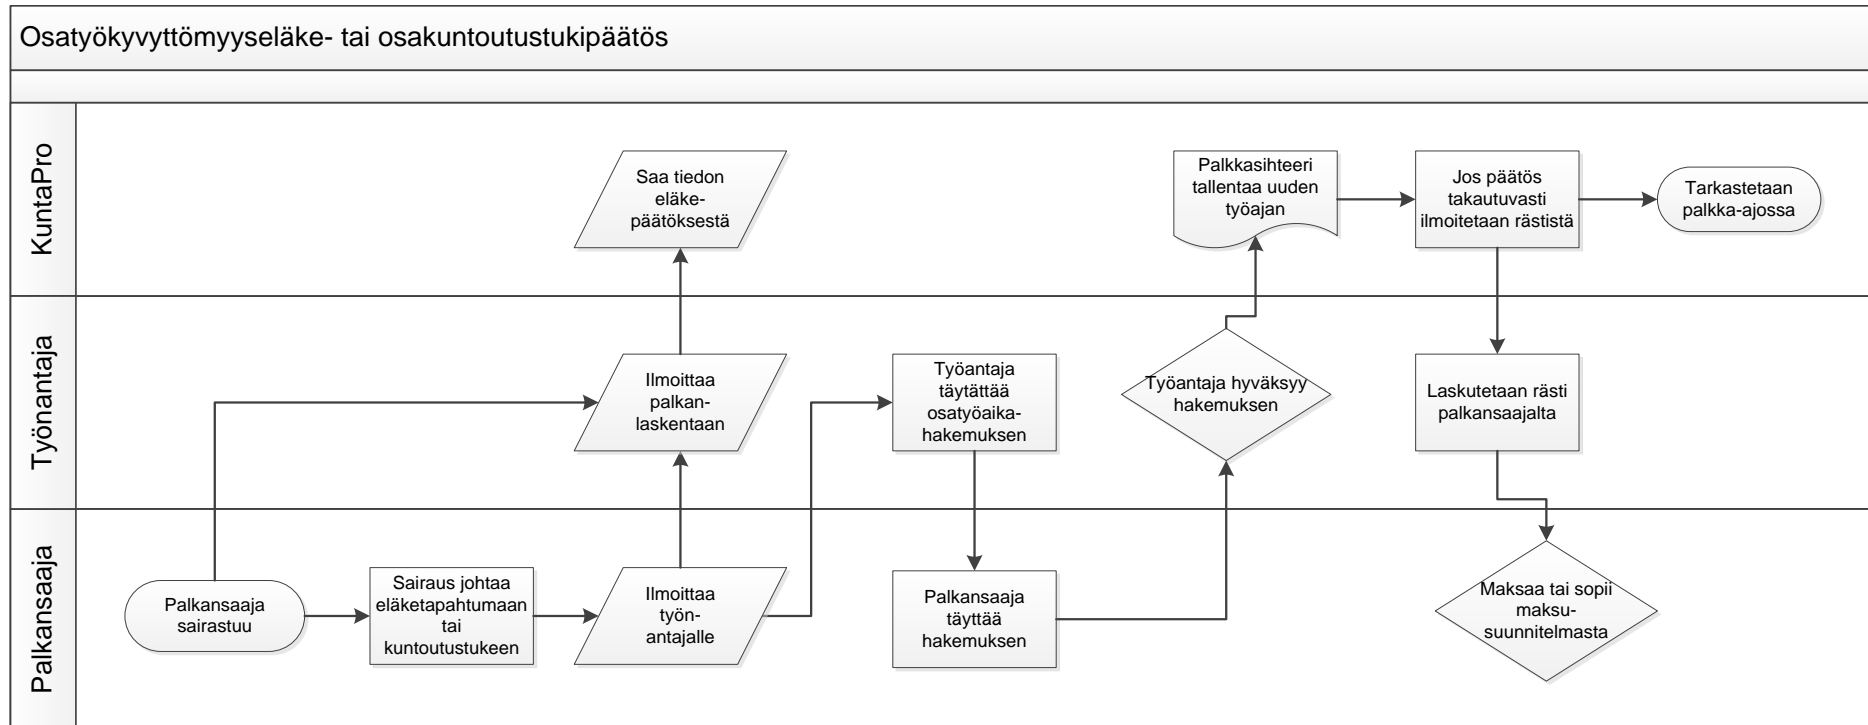 Osatyökyvyttömyyseläke- tai osakuntoutustukipäätös
KuntaPro
Saa tiedon
eläke-
päätöksestä
Palkkasihteeri
tallentaa uuden
työajan
Jos päätös
takautuvasti
ilmoitetaan rästistä
Tarkastetaan
palkka-ajossa
Työnantaja
Ilmoittaa
palkan-
laskentaan
Työantaja
täytättää
osatyöaika-
hakemuksen
Työantaja hyväksyy
hakemuksen
Laskutetaan rästi
palkansaajalta
Palkansaaja
Palkansaaja
sairastuu
Sairaus johtaa
eläketapahtumaan
tai
kuntoutustukeen
Ilmoittaa
työn-
antajalle
Palkansaaja
täyttää
hakemuksen
Maksaa tai sopii
maksu-
suunnitelmasta